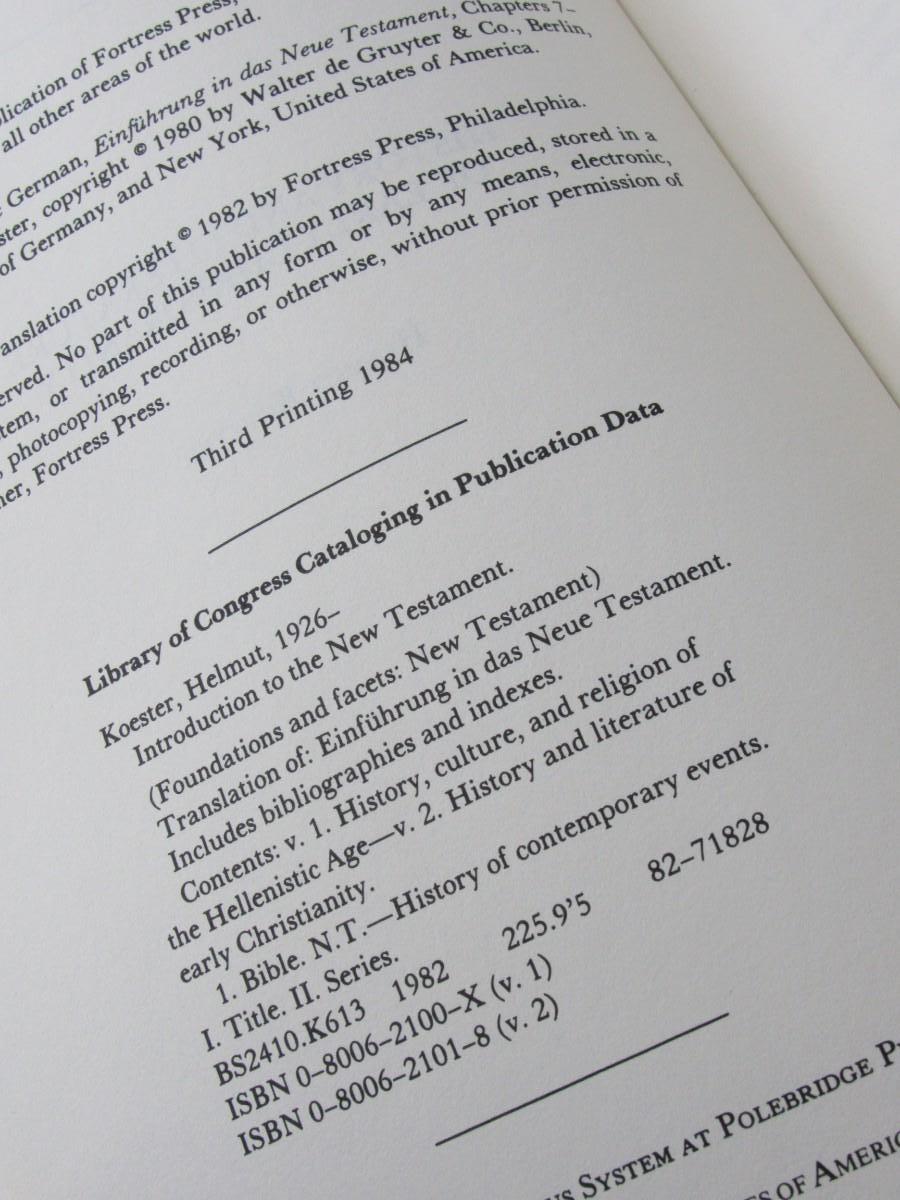 lication of Fortress Press,
all other areas of the world.
German, Einführung in das Neue Testament, Chapters 7–
ster, copyright © 1980 by Walter de Gruyter & Co., Berlin,
of Germany, and New York, United States of America.
anslation copyright © 1982 by Fortress Press, Philadelphia.
erved. No part of this publication may be reproduced, stored in a
tem, or transmitted in any form or by any means, electronic,
, photocopying, recording, or otherwise, without prior permission of
her, Fortress Press.
Third Printing 1984
Library of Congress Cataloging in Publication Data
Koester, Helmut, 1926–
Introduction to the New Testament.
(Foundations and facets: New Testament)
Translation of: Einführung in das Neue Testament.
Includes bibliographies and indexes.
Contents: v. 1. History, culture, and religion of
the Hellenistic Age—v. 2. History and literature of
early Christianity.
1. Bible. N.T.—History of contemporary events.
I. Title. II. Series.
BS2410.K613 1982 225.9'5 82–71828
ISBN 0–8006–2100–X (v. 1)
ISBN 0–8006–2101–8 (v. 2)
US SYSTEM AT POLEBRIDGE P
ES OF AMERIC